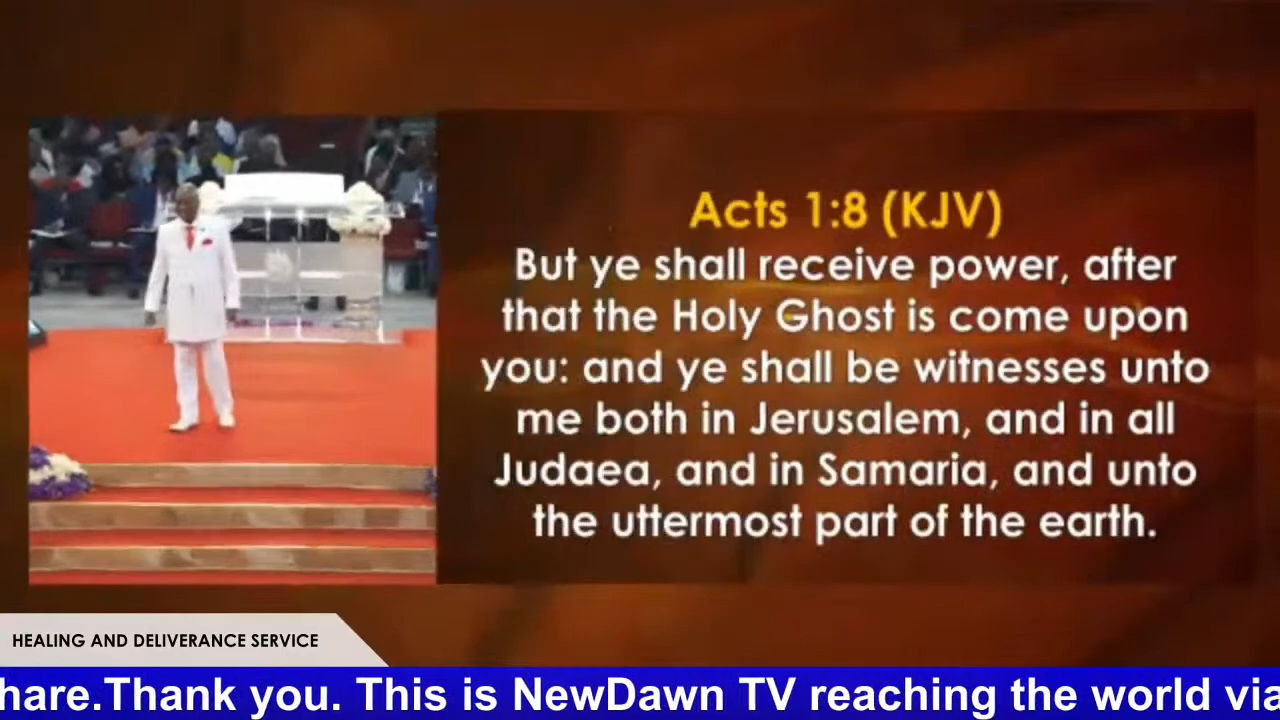 Acts 1:8 (KJV)
But ye shall receive power, after
that the Holy Ghost is come upon
you: and ye shall be witnesses unto
me both in Jerusalem, and in all
Judaea, and in Samaria, and unto
the uttermost part of the earth.
HEALING AND DELIVERANCE SERVICE
hare.Thank you. This is NewDawn TV reaching the world via